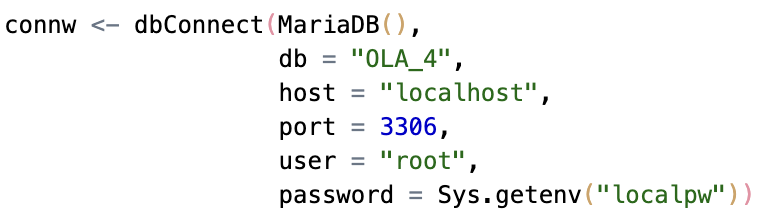 connw <- dbConnect(MariaDB(),
db = "OLA_4",
host = "localhost",
port = 3306,
user = "root",
password = Sys.getenv("localpw"))